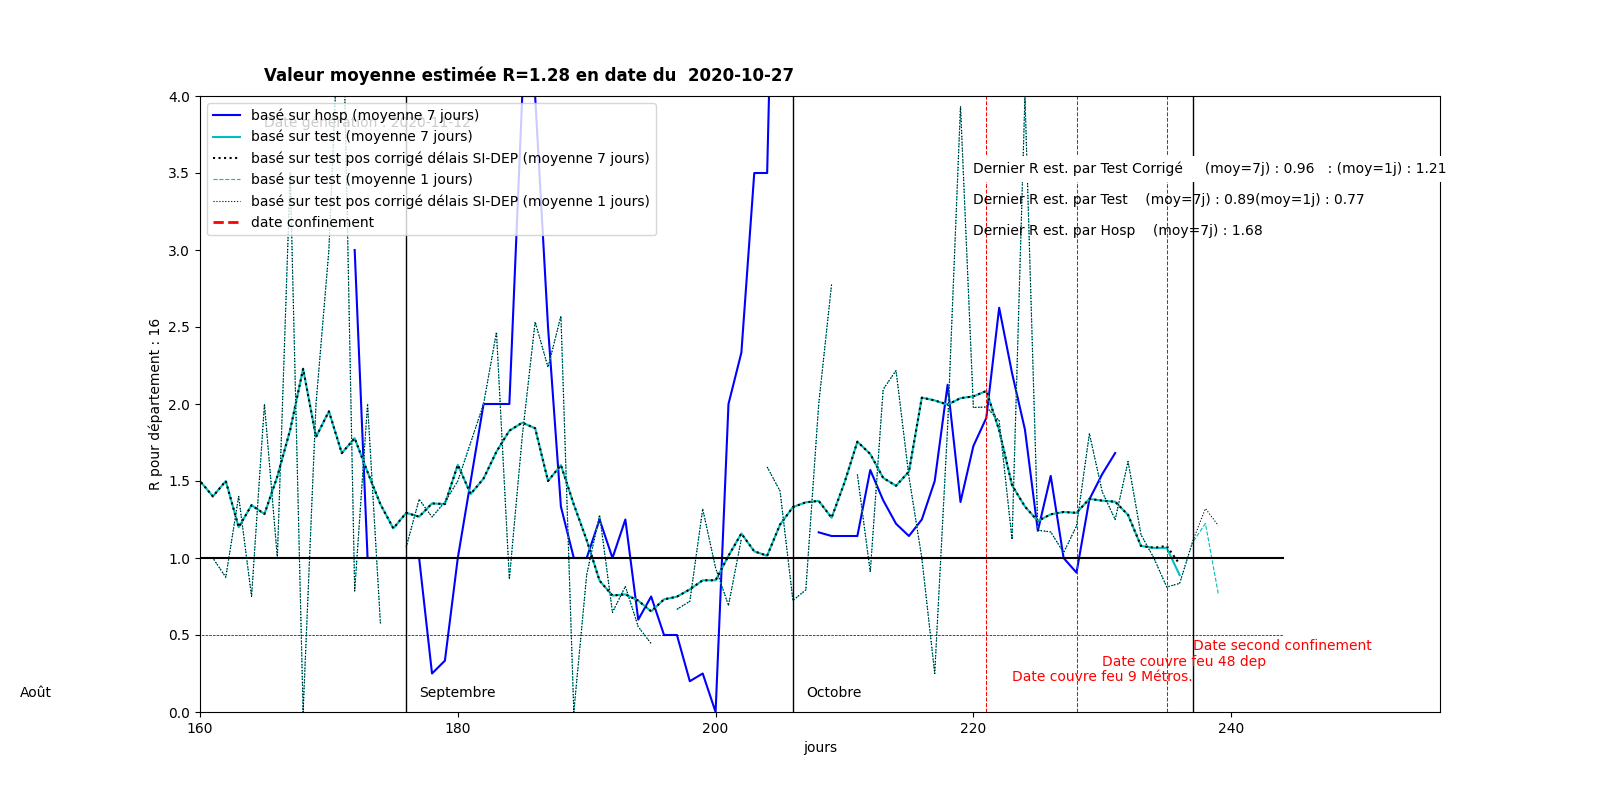 Valeur moyenne estimée R=1.28 en date du  2020-10-27
Date génération : 2020-11-12
basé sur hosp (moyenne 7 jours)
basé sur test (moyenne 7 jours)
basé sur test pos corrigé délais SI-DEP (moyenne 7 jours)
basé sur test (moyenne 1 jours)
basé sur test pos corrigé délais SI-DEP (moyenne 1 jours)
date confinement
Dernier R est. par Test Corrigé     (moy=7j) : 0.96   : (moy=1j) : 1.21
Dernier R est. par Test    (moy=7j) : 0.89(moy=1j) : 0.77
Dernier R est. par Hosp    (moy=7j) : 1.68
4.0
3.5
3.0
2.5
2.0
1.5
1.0
0.5
0.0
R pour département : 16
Date second confinement
Date couvre feu 48 dep
Date couvre feu 9 Métros.
Août
Septembre
Octobre
160
180
200
220
240
jours